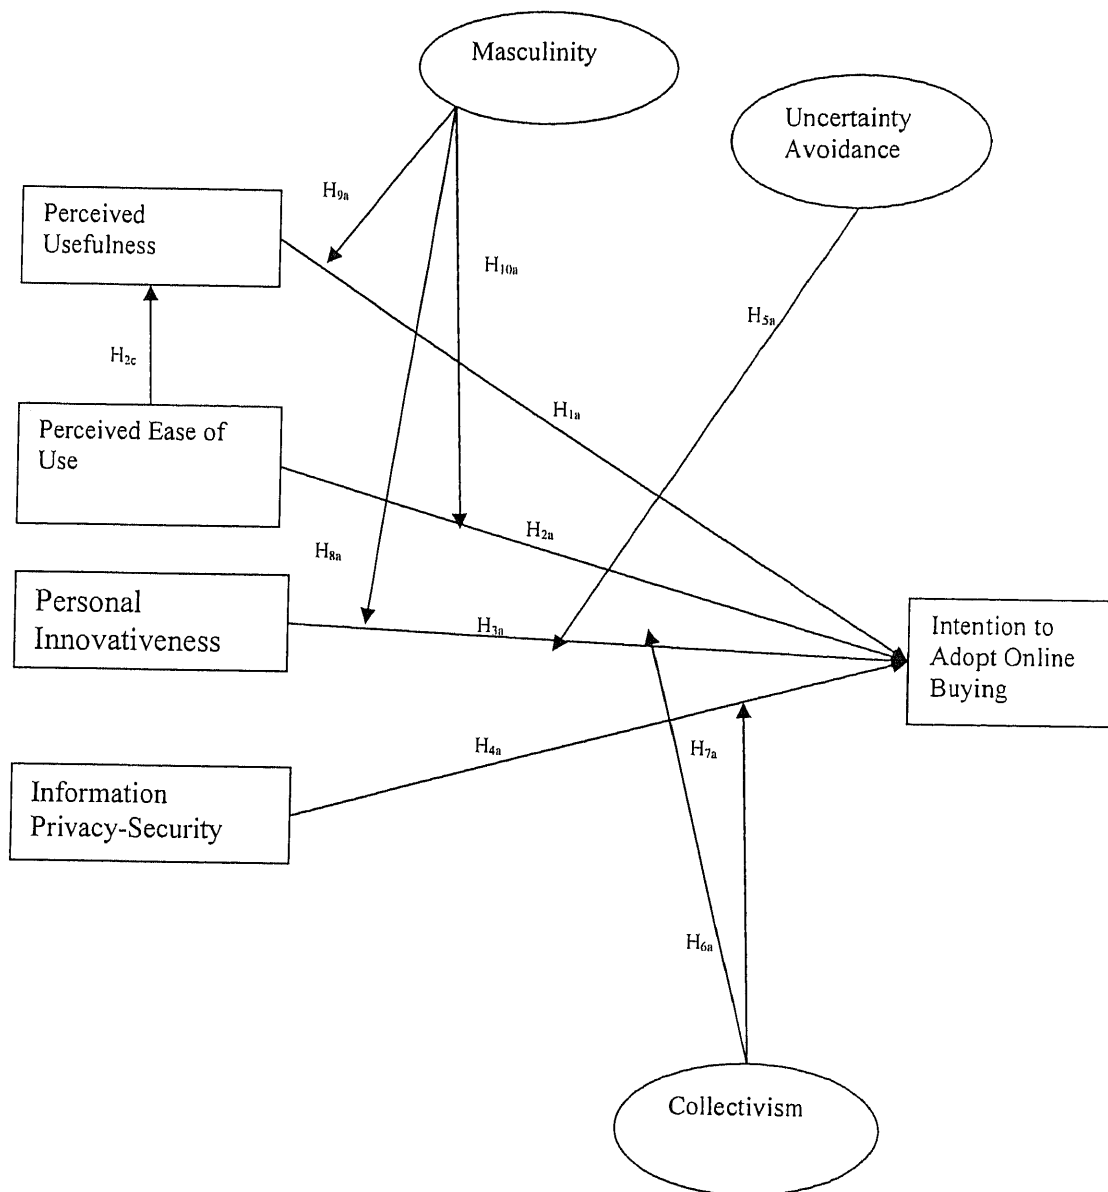 Masculinity
Uncertainty
Avoidance
H9a
Perceived
Usefulness
H10a
H5a
H2c
H1a
Perceived Ease of
Use
H2a
H8a
Personal
Innovativeness
H3a
Intention to
Adopt Online
Buying
H4a
H7a
Information
Privacy-Security
H6a
Collectivism